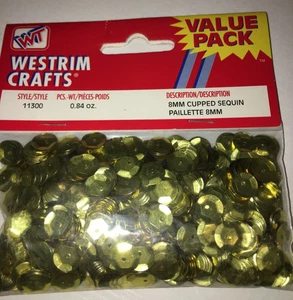 WT
VALUE
PACK
™
WESTRIM
CRAFTS®
STYLE/STYLE PCS.-WT/PIÈCES-POIDS DESCRIPTION/DESCRIPTION
11300 0.84 oz. 8MM CUPPED SEQUIN
PAILLETTE 8MM